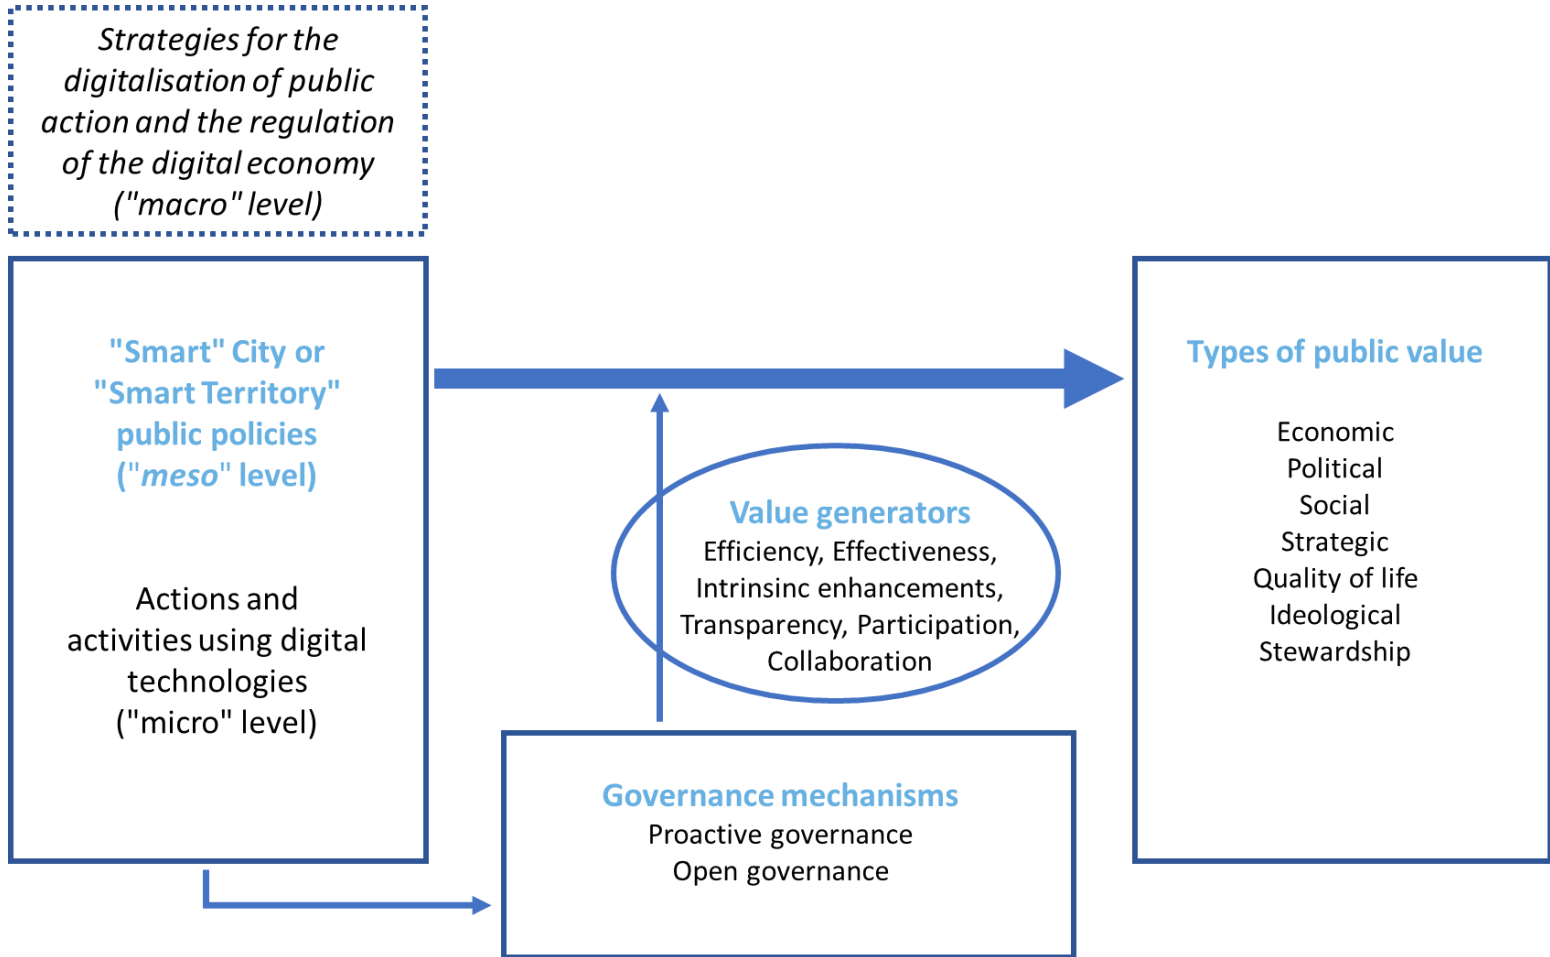 Strategies for the
digitalisation of public
action and the regulation
of the digital economy
("macro" level)
"Smart" City or
"Smart Territory"
public policies
("meso" level)
Actions and
activities using digital
technologies
("micro" level)
Value generators
Efficiency, Effectiveness,
Intrinsinc enhancements,
Transparency, Participation,
Collaboration
Governance mechanisms
Proactive governance
Open governance
Types of public value
Economic
Political
Social
Strategic
Quality of life
Ideological
Stewardship